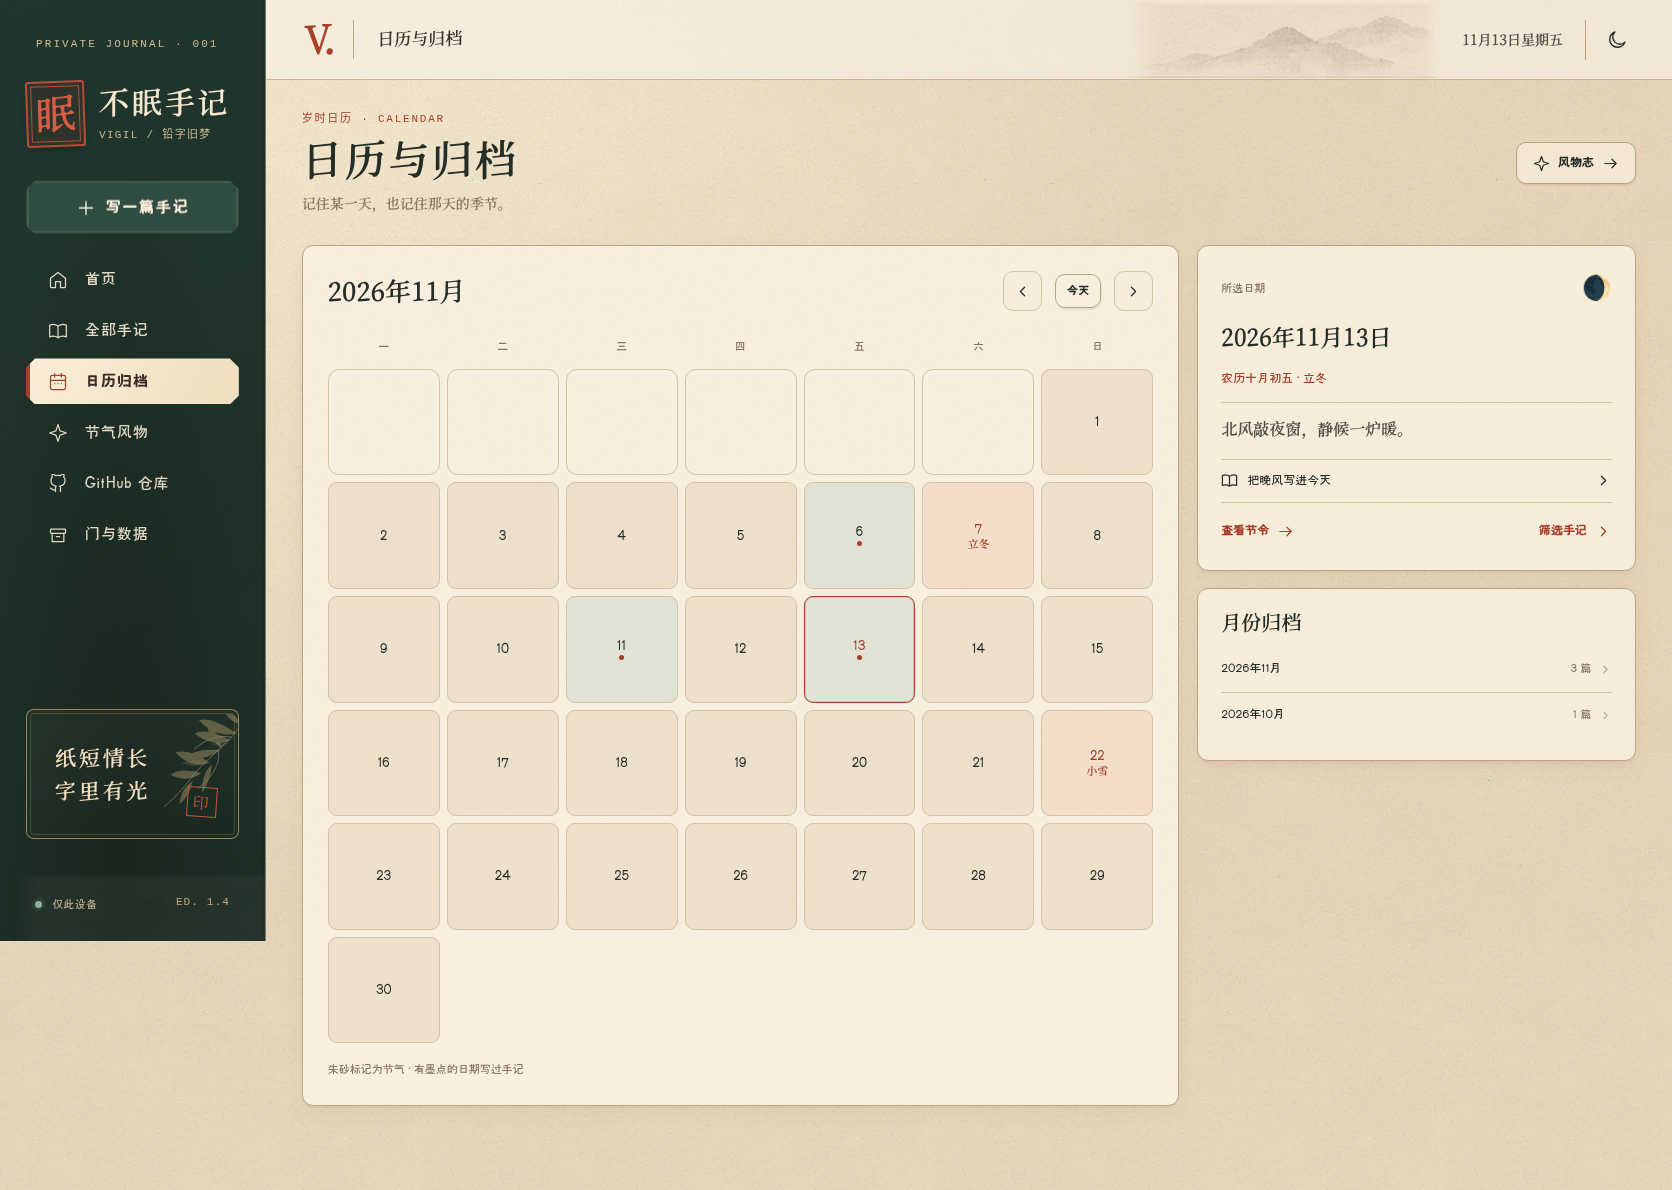 PRIVATE JOURNAL · 001
眠
不眠手记
VIGIL / 铅字旧梦
写一篇手记
首页
全部手记
日历归档
节气风物
GitHub 仓库
门与数据
纸短情长
字里有光
印
仅此设备
ED. 1.4
V.
日历与归档
11月13日星期五
岁时日历 · CALENDAR
日历与归档
记住某一天，也记住那天的季节。
风物志
2026年11月
今天
一 二 三 四 五 六 日
1
2 3 4 5 6 7 8
立冬
9 10 11 12 13 14 15
16 17 18 19 20 21 22
小雪
23 24 25 26 27 28 29
30
朱砂标记为节气 · 有墨点的日期写过手记
所选日期
2026年11月13日
农历十月初五 · 立冬
北风敲夜窗，静候一炉暖。
把晚风写进今天
查看节令
筛选手记
月份归档
2026年11月 3 篇
2026年10月 1 篇